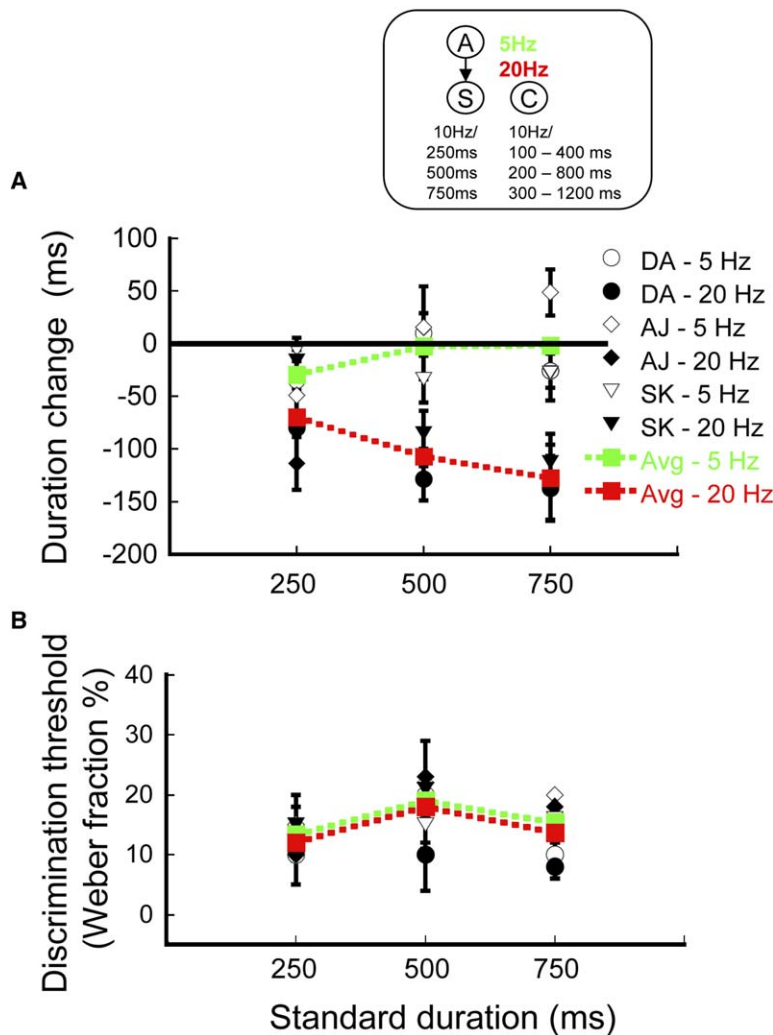 A 5Hz
20Hz
S C
10Hz/ 10Hz/
250ms 100 – 400 ms
500ms 200 – 800 ms
750ms 300 – 1200 ms
A
Duration change (ms)
100
50
0
-50
-100
-150
-200
250 500 750
DA - 5 Hz
DA - 20 Hz
AJ - 5 Hz
AJ - 20 Hz
SK - 5 Hz
SK - 20 Hz
Avg - 5 Hz
Avg - 20 Hz
B
Discrimination threshold
(Weber fraction %)
40
30
20
10
0
250 500 750
Standard duration (ms)